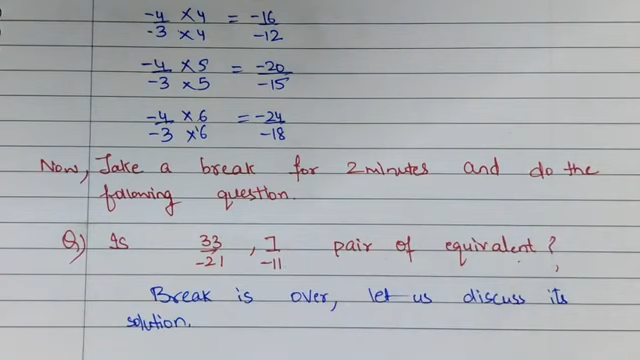 -4/-3 ×4/×4 = -16/-12
-4/-3 ×5/×5 = -20/-15
-4/-3 ×6/×6 = -24/-18
Now, Take a break for 2 minutes and do the
following question.
Q) Is 33/-21, 7/-11 pair of equivalent?
Break is over, let us discuss its
solution.